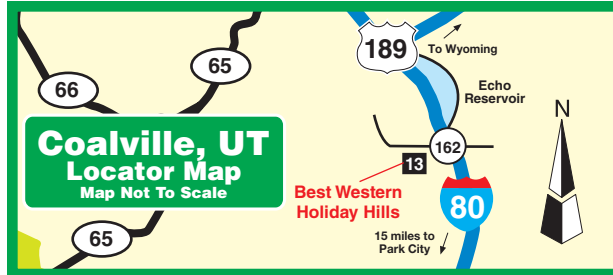 65
66
Coalville, UT
Locator Map
Map Not To Scale
65
189
To Wyoming
Echo
Reservoir
N
162
13
Best Western
Holiday Hills
80
15 miles to
Park City